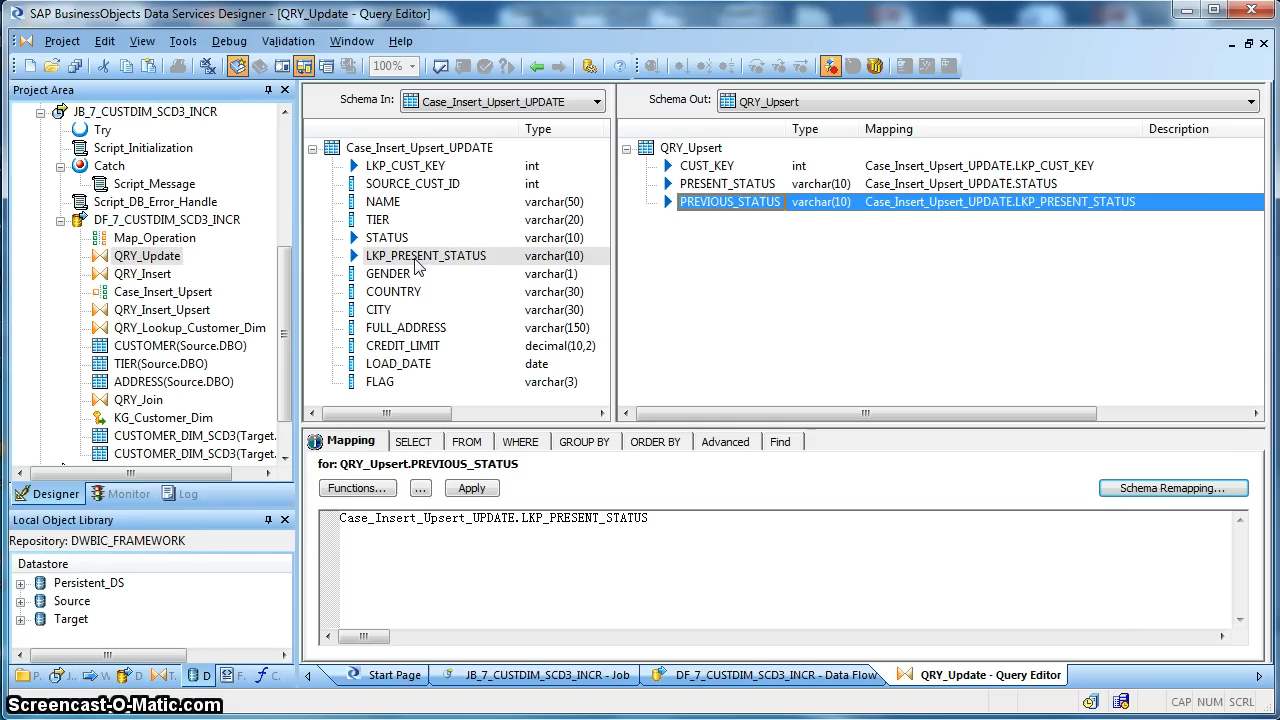 SAP BusinessObjects Data Services Designer - [QRY_Update - Query Editor]
Project Edit View Tools Debug Validation Window Help
100%
Project Area
JB_7_CUSTDIM_SCD3_INCR
Try
Script_Initialization
Catch
Script_Message
Script_DB_Error_Handle
DF_7_CUSTDIM_SCD3_INCR
Map_Operation
QRY_Update
QRY_Insert
Case_Insert_Upsert
QRY_Insert_Upsert
QRY_Lookup_Customer_Dim
CUSTOMER(Source.DBO)
TIER(Source.DBO)
ADDRESS(Source.DBO)
QRY_Join
KG_Customer_Dim
CUSTOMER_DIM_SCD3(Target.
CUSTOMER_DIM_SCD3(Target.
Designer Monitor Log
Local Object Library
Repository: DWBIC_FRAMEWORK
Datastore
Persistent_DS
Source
Target
P. J.. W. D T. D F. C.
Schema In: Case_Insert_Upsert_UPDATE
Type
Case_Insert_Upsert_UPDATE
LKP_CUST_KEY int
SOURCE_CUST_ID int
NAME varchar(50)
TIER varchar(20)
STATUS varchar(10)
LKP_PRESENT_STATUS varchar(10)
GENDER varchar(1)
COUNTRY varchar(30)
CITY varchar(30)
FULL_ADDRESS varchar(150)
CREDIT_LIMIT decimal(10,2)
LOAD_DATE date
FLAG varchar(3)
Schema Out: QRY_Upsert
Type Mapping Description
QRY_Upsert
CUST_KEY int Case_Insert_Upsert_UPDATE.LKP_CUST_KEY
PRESENT_STATUS varchar(10) Case_Insert_Upsert_UPDATE.STATUS
PREVIOUS_STATUS varchar(10) Case_Insert_Upsert_UPDATE.LKP_PRESENT_STATUS
Mapping SELECT FROM WHERE GROUP BY ORDER BY Advanced Find
for: QRY_Upsert.PREVIOUS_STATUS
Functions... ... Apply Schema Remapping...
Case_Insert_Upsert_UPDATE.LKP_PRESENT_STATUS
Start Page JB_7_CUSTDIM_SCD3_INCR - Job DF_7_CUSTDIM_SCD3_INCR - Data Flow QRY_Update - Query Editor
CAP NUM SCRL
Screencast-O-Matic.com